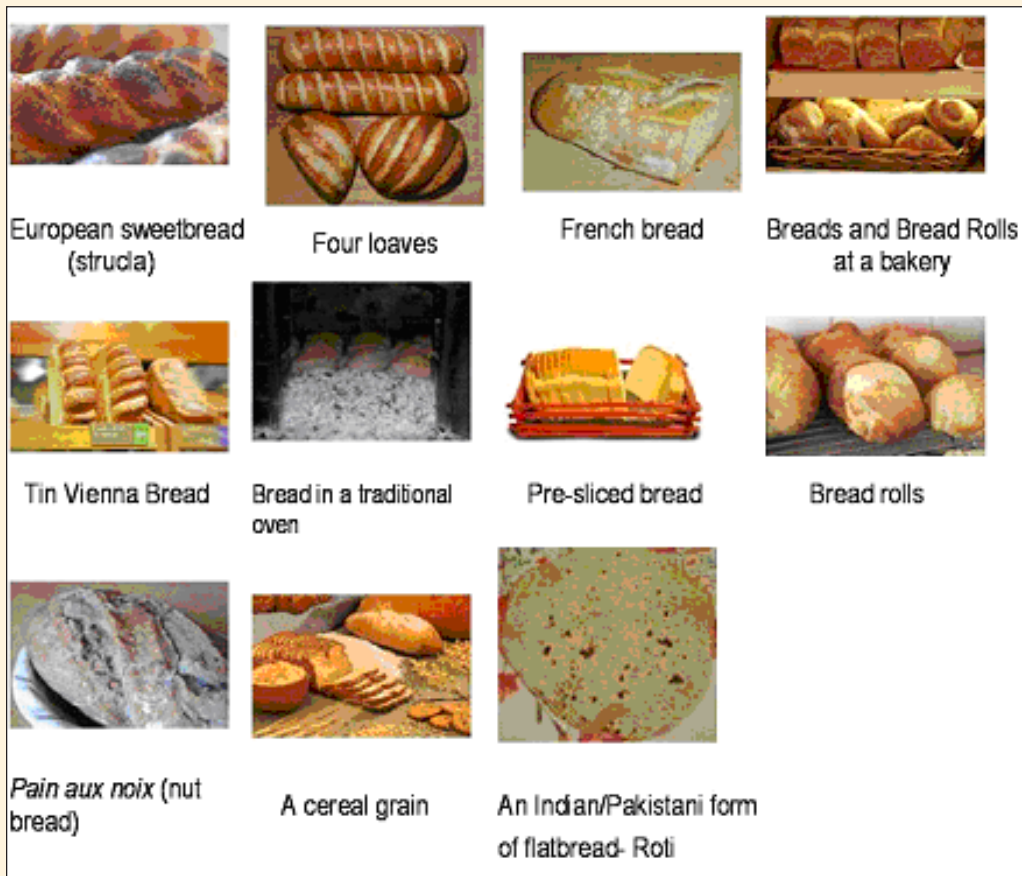 European sweetbread
(strucla)
Four loaves
French bread
Breads and Bread Rolls
at a bakery
Tin Vienna Bread
Bread in a traditional
oven
Pre-sliced bread
Bread rolls
Pain aux noix (nut
bread)
A cereal grain
An Indian/Pakistani form
of flatbread- Roti